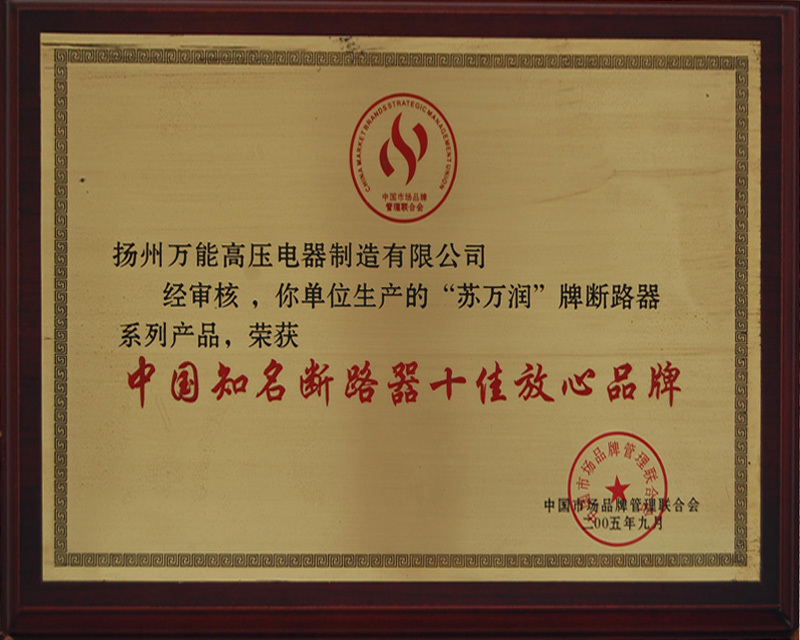 CHINA MARKET BRANDS STRATEGIC MANAGEMENT UNION
中国市场品牌
管理联合会
扬州万能高压电器制造有限公司
经审核，你单位生产的“苏万润”牌断路器
系列产品，荣获
中国知名断路器十佳放心品牌
中国市场品牌管理联合会
中国市场品牌管理联合会
二00五年九月